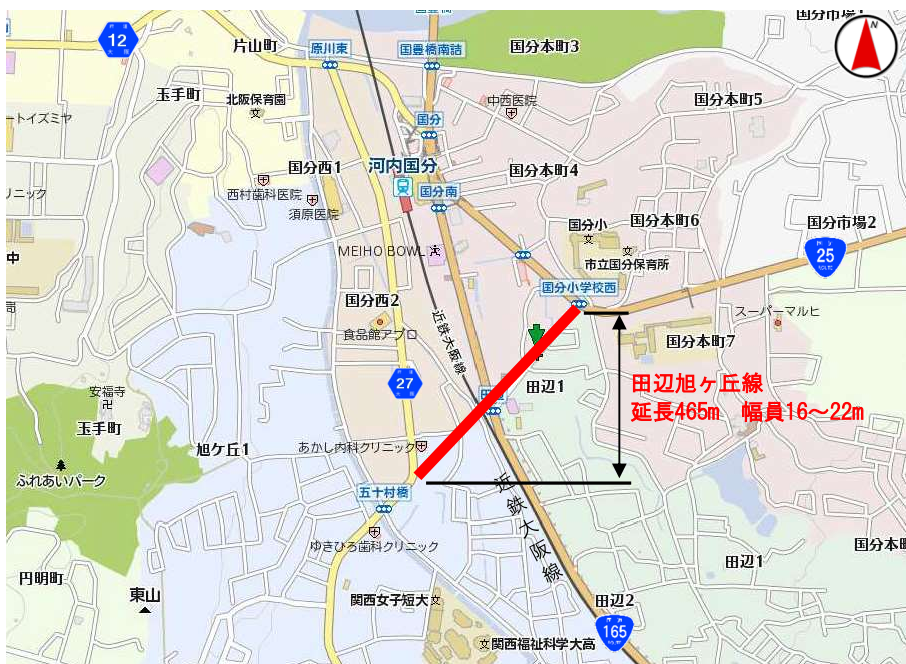 国豊橋
国分市場1
N
12
片山町
原川東
国豊橋南詰
国分本町3
玉手町
北阪保育園
中西医院
国分本町5
ートイズミヤ
国分
国分西1
河内国分
国分本町4
西村歯科医院
国分南
リニック
須原医院
国分小
国分本町6
国分市場2
中
MEIHO BOWL
市立国分保育所
25
国分小学校西
局
国分西2
スーパーマルヒ
食品館アプロ
近鉄大阪線
国分本町7
27
田辺1
田辺旭ヶ丘線
延長465m 幅員16～22m
安福寺
玉手町
旭ケ丘1
あかし内科クリニック
ふれあいパーク
五十村橋
近鉄大阪線
ゆきひろ歯科クリニック
国分本町
円明町
東山
田辺1
関西女子短大
田辺2
165
関西福祉科学大高